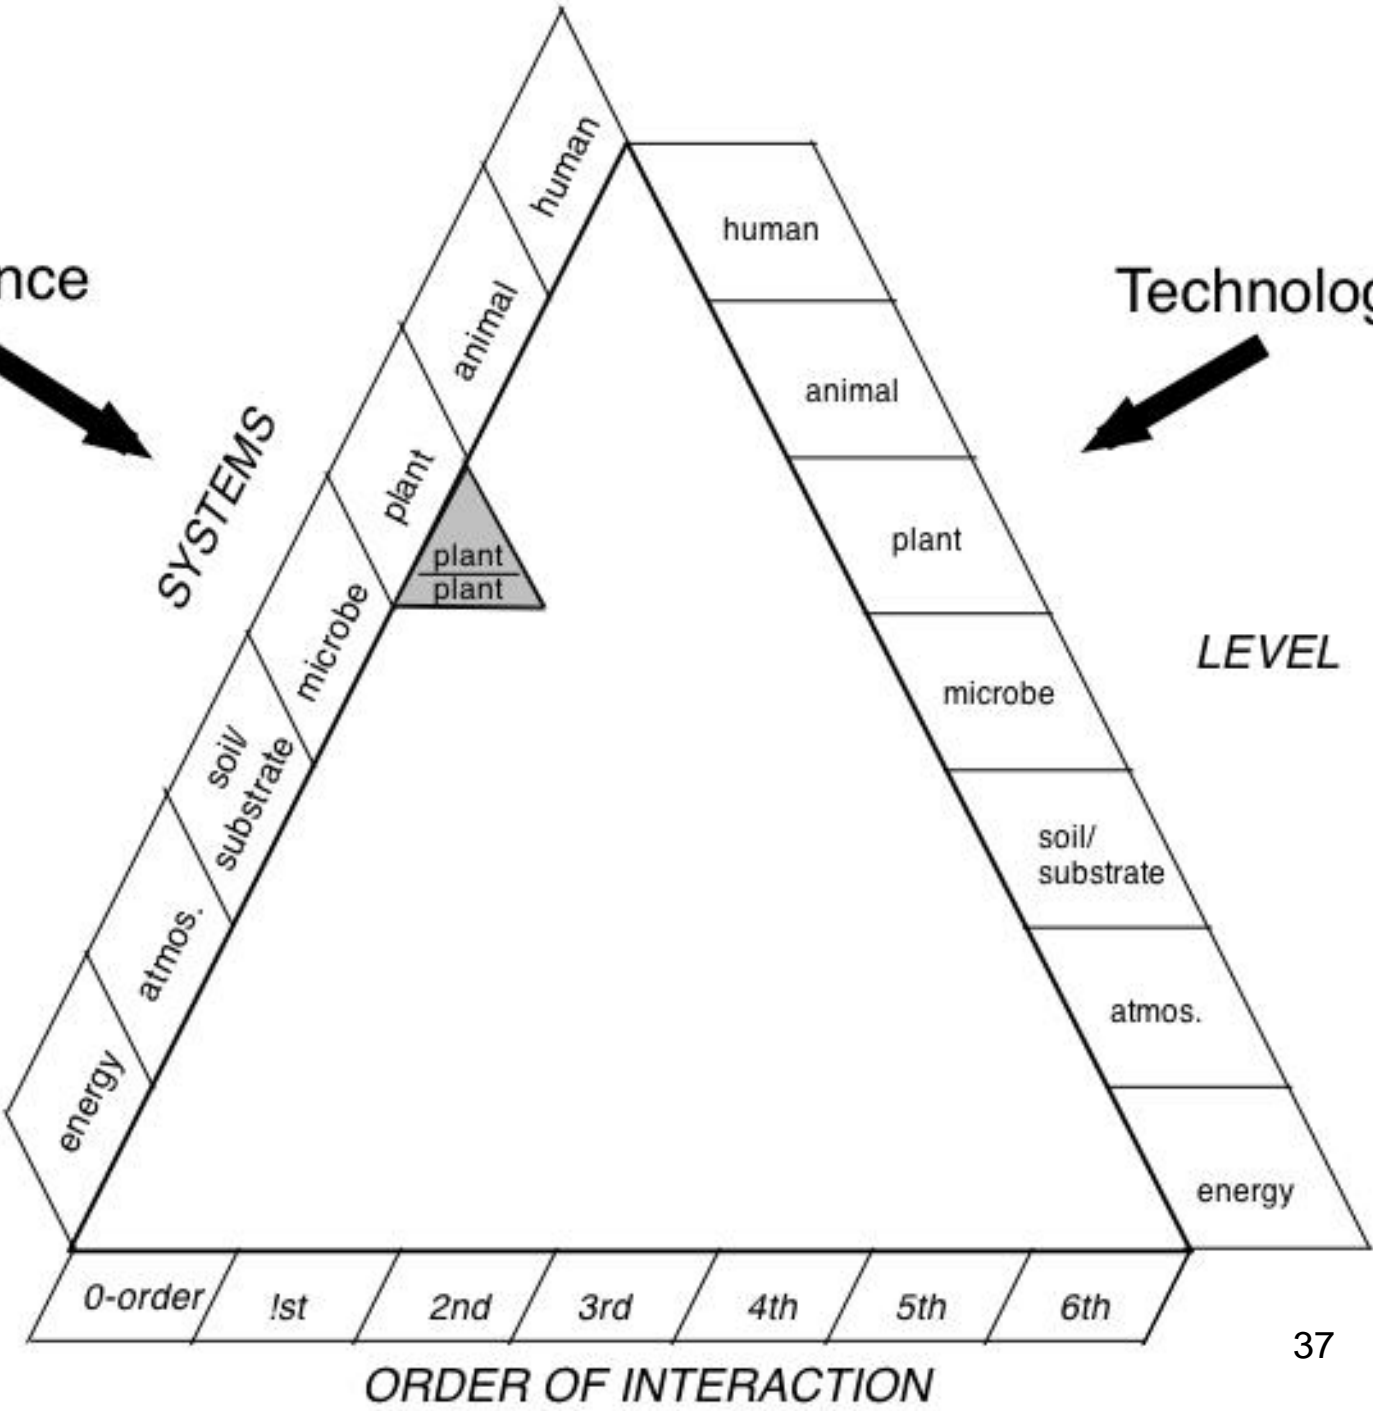 human
animal
plant
microbe
soil/
substrate
atmos.
energy
SYSTEMS
nce
Technolog
plant
plant
human
animal
plant
microbe
soil/
substrate
atmos.
energy
LEVEL
0-order
!st
2nd
3rd
4th
5th
6th
ORDER OF INTERACTION
37